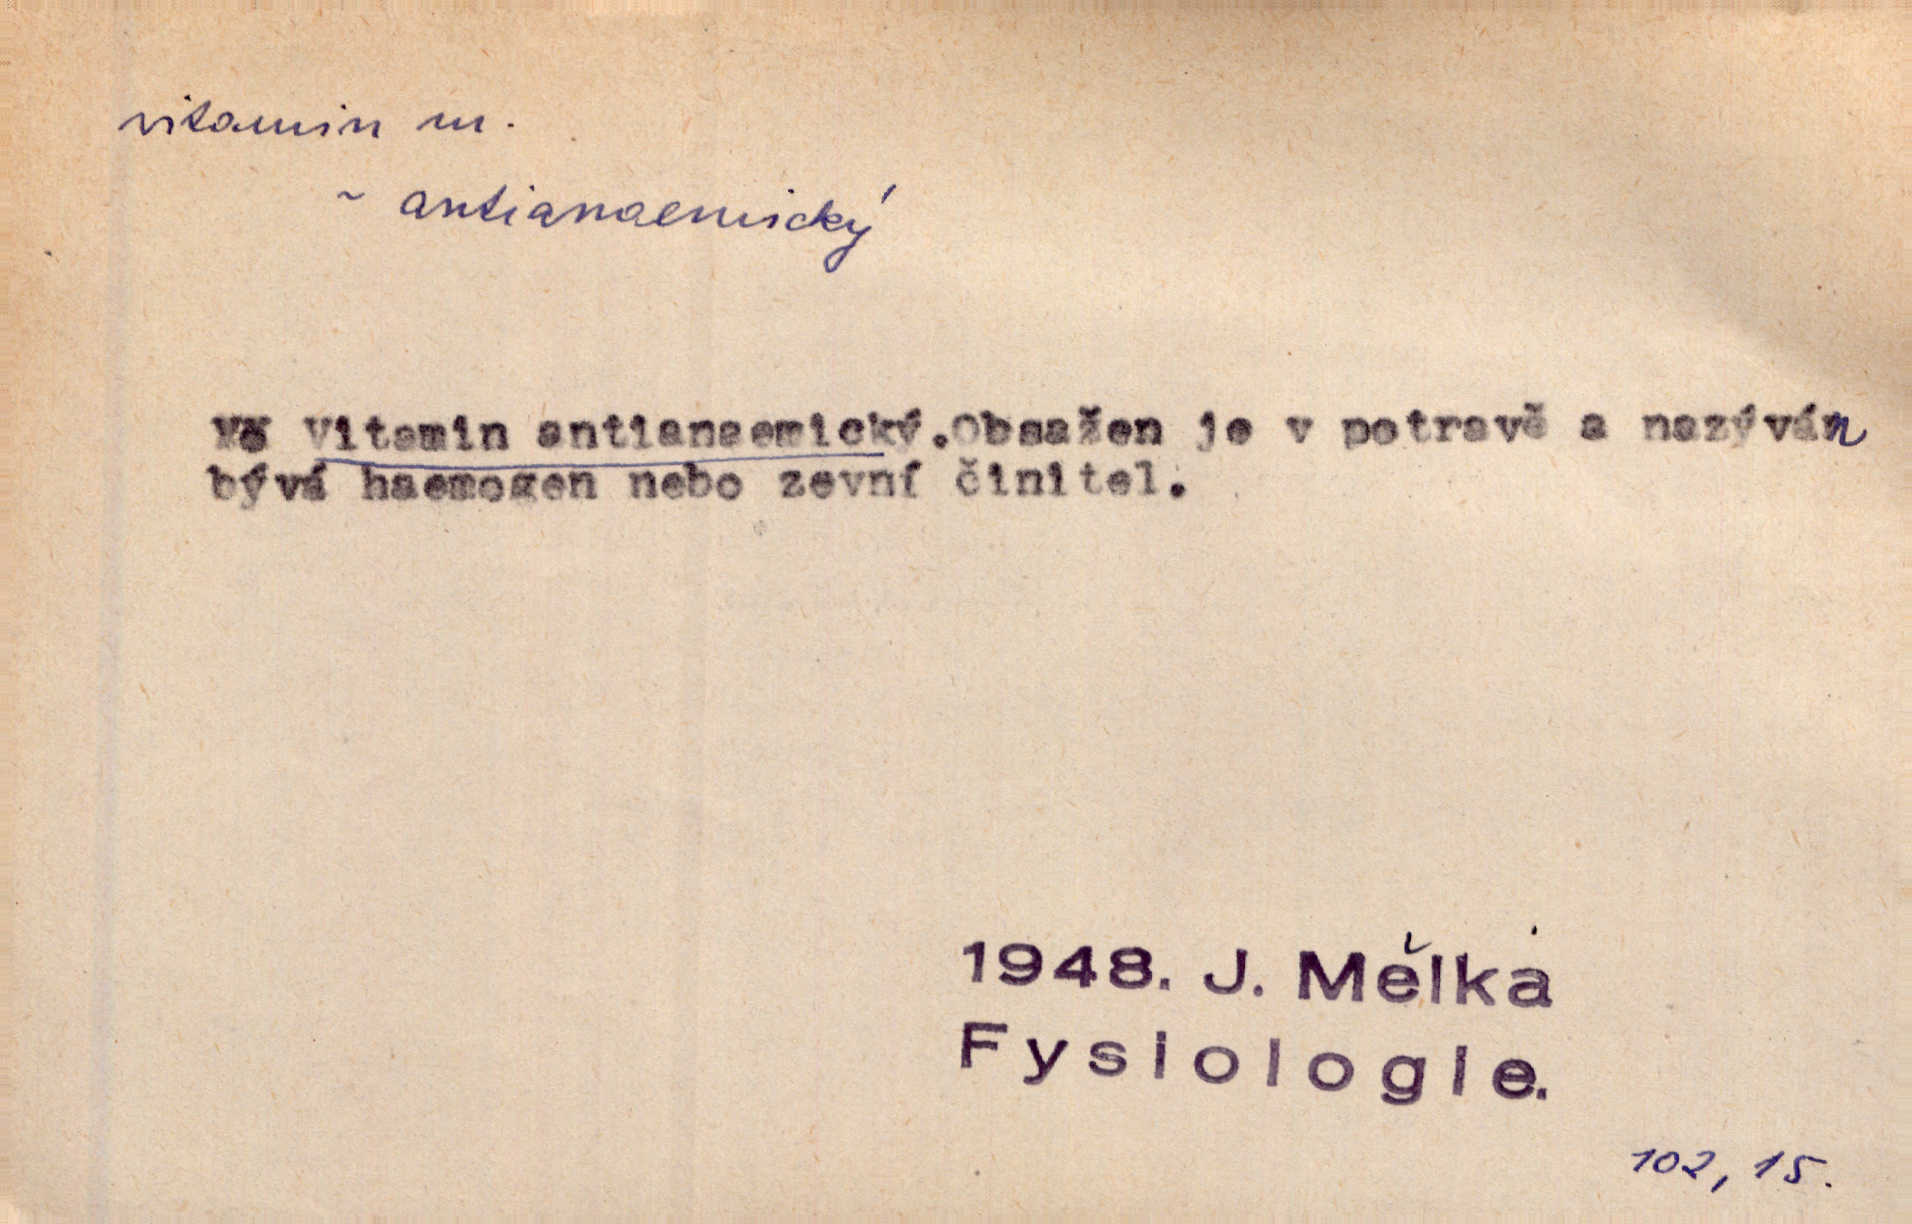 vitamin m.
~ antianaemický
Vitamin antianaemický. Obsažen je v potravě a nazýván
bývá haemogen nebo zevní činitel.
1948. J. Mělka
Fysiologie.
102, 15.